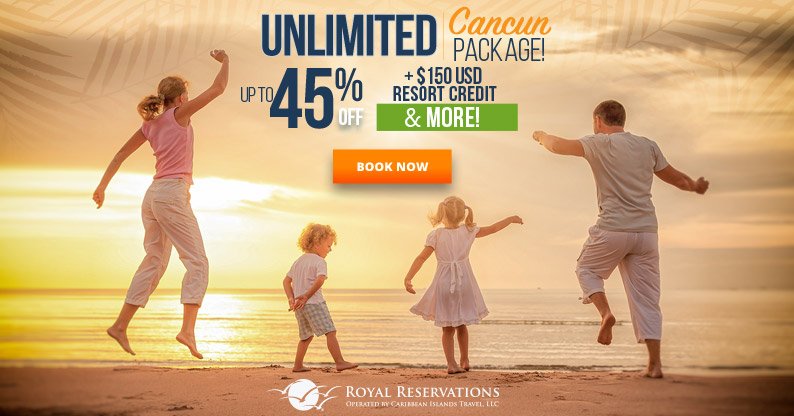 UNLIMITED
Cancun
PACKAGE!
UP TO 45% OFF
+ $150 USD
RESORT CREDIT
& MORE!
BOOK NOW
ROYAL RESERVATIONS
OPERATED BY CARIBBEAN ISLANDS TRAVEL, LLC